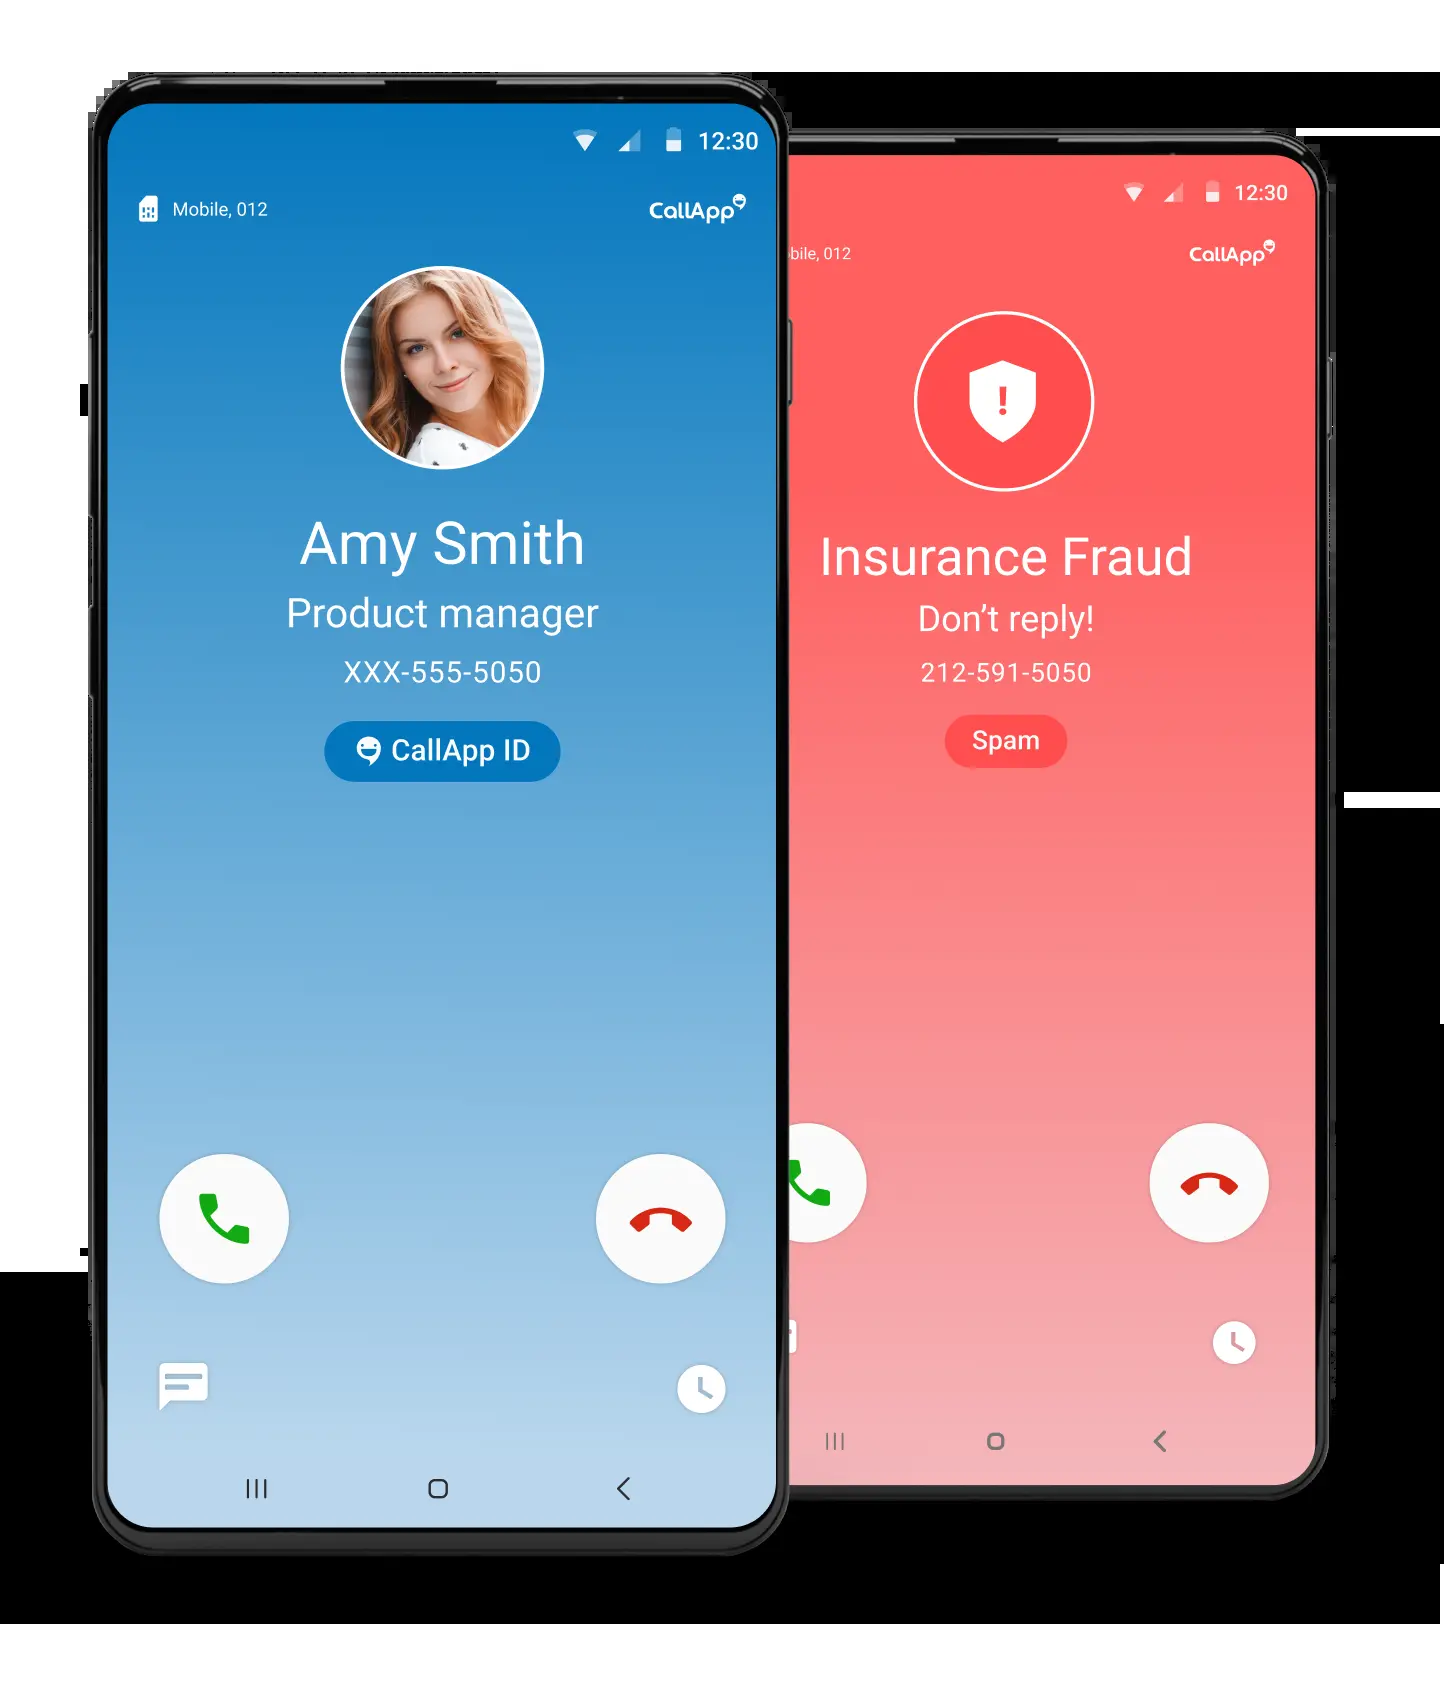 12:30
Mobile, 012
CallApp
Amy Smith
Product manager
XXX-555-5050
CallApp ID
12:30
bile, 012
CallApp
!
Insurance Fraud
Don't reply!
212-591-5050
Spam